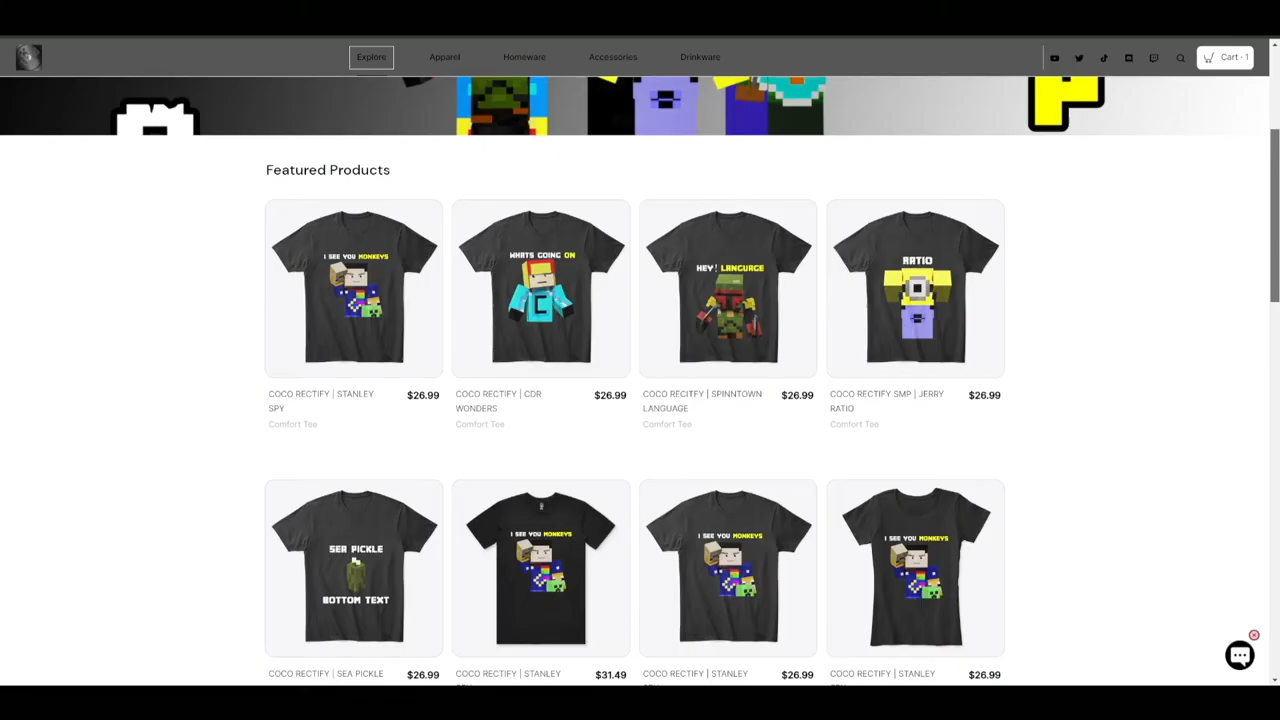 Explore
Apparel
Homeware
Accessories
Drinkware
Cart · 1
P
Featured Products
I SEE YOU MONKEYS
WHATS GOING ON
C
HEY! LANGUAGE
RATIO
COCO RECTIFY | STANLEY
SPY
$26.99
Comfort Tee
COCO RECTIFY | CDR
WONDERS
$26.99
Comfort Tee
COCO RECITFY | SPINNTOWN
LANGUAGE
$26.99
Comfort Tee
COCO RECTIFY SMP | JERRY
RATIO
$26.99
Comfort Tee
SEA PICKLE
BOTTOM TEXT
I SEE YOU MONKEYS
I SEE YOU MONKEYS
I SEE YOU MONKEYS
COCO RECTIFY | SEA PICKLE
$26.99
COCO RECTIFY | STANLEY
$31.49
COCO RECTIFY | STANLEY
$26.99
COCO RECTIFY | STANLEY
$26.99